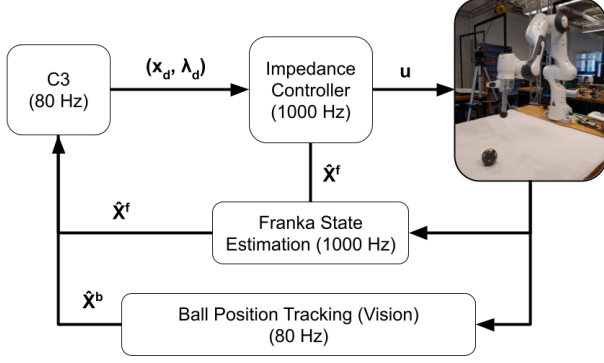 C3
(80 Hz)
(x_d, λ_d)
Impedance
Controller
(1000 Hz)
u
x̂ᶠ
x̂ᶠ
Franka State
Estimation (1000 Hz)
x̂ᵇ
Ball Position Tracking (Vision)
(80 Hz)